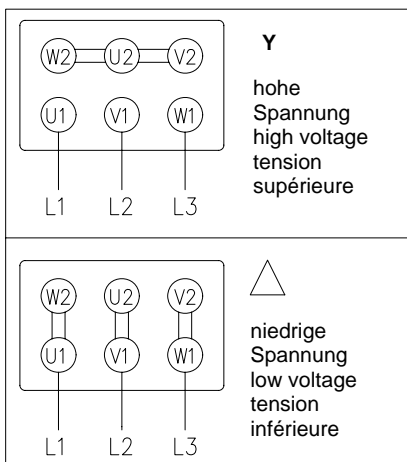 W2 U2 V2
U1 V1 W1
L1 L2 L3
Y
hohe
Spannung
high voltage
tension
supérieure
W2 U2 V2
U1 V1 W1
L1 L2 L3
niedrige
Spannung
low voltage
tension
inférieure